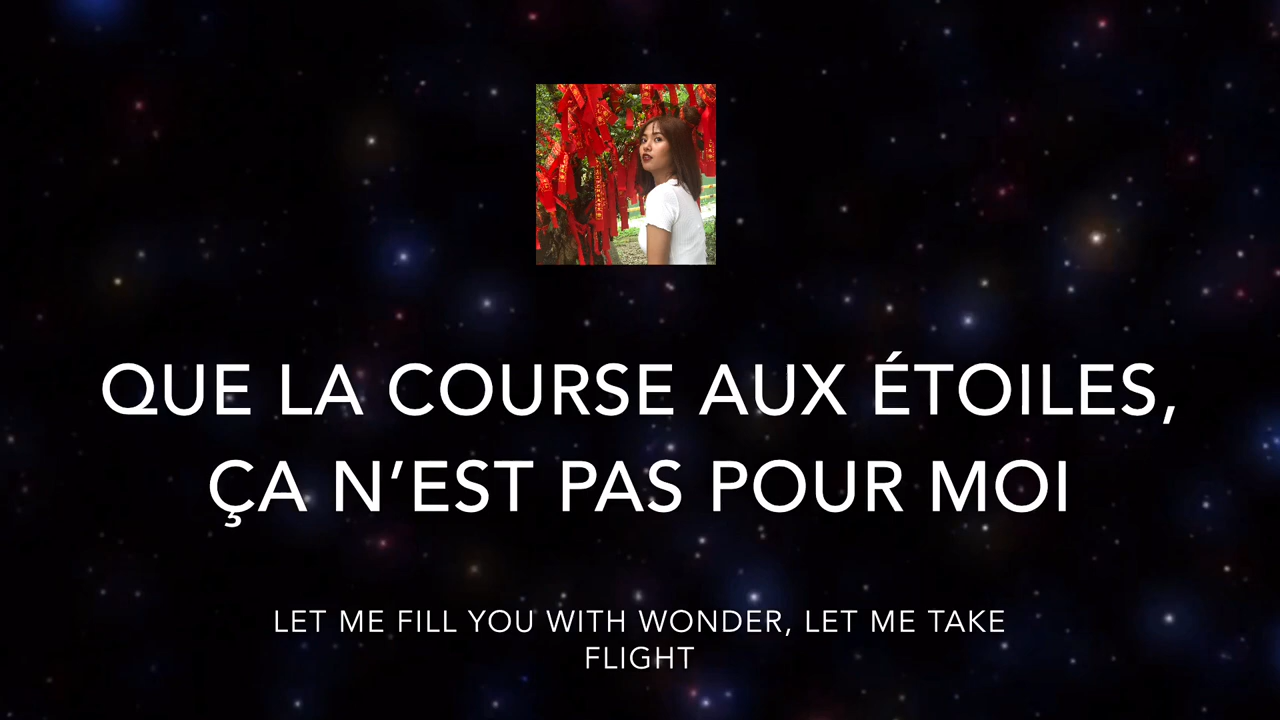 QUE LA COURSE AUX ÉTOILES,
ÇA N’EST PAS POUR MOI
LET ME FILL YOU WITH WONDER, LET ME TAKE
FLIGHT